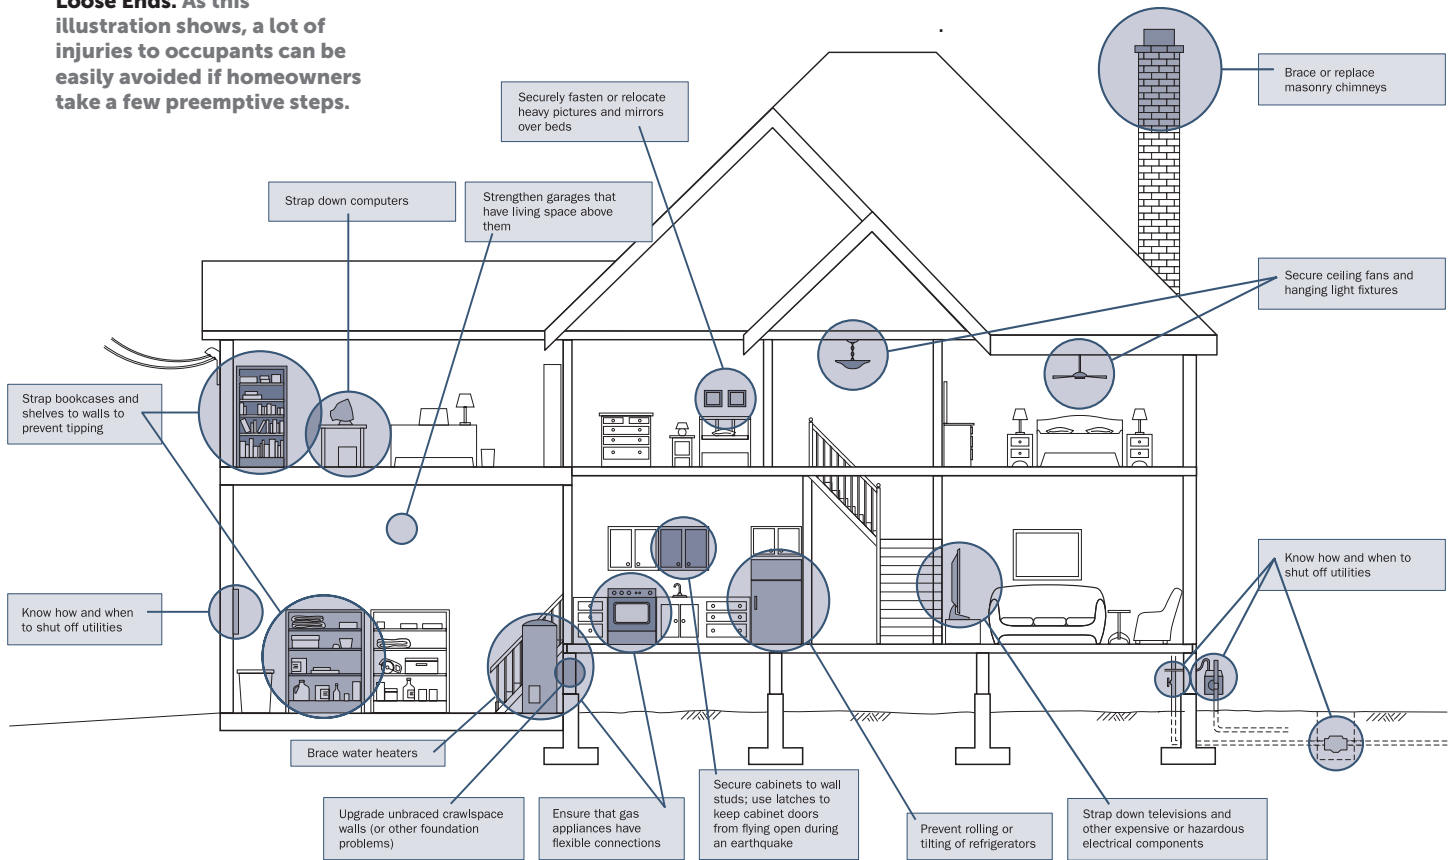 Loose Ends. As this
illustration shows, a lot of
injuries to occupants can be
easily avoided if homeowners
take a few preemptive steps.
Brace or replace
masonry chimneys
Securely fasten or relocate
heavy pictures and mirrors
over beds
Strap down computers
Strengthen garages that
have living space above
them
Secure ceiling fans and
hanging light fixtures
Strap bookcases and
shelves to walls to
prevent tipping
Know how and when to
shut off utilities
Know how and when
to shut off utilities
Brace water heaters
Upgrade unbraced crawlspace
walls (or other foundation
problems)
Ensure that gas
appliances have
flexible connections
Secure cabinets to wall
studs; use latches to
keep cabinet doors
from flying open during
an earthquake
Prevent rolling or
tilting of refrigerators
Strap down televisions and
other expensive or hazardous
electrical components